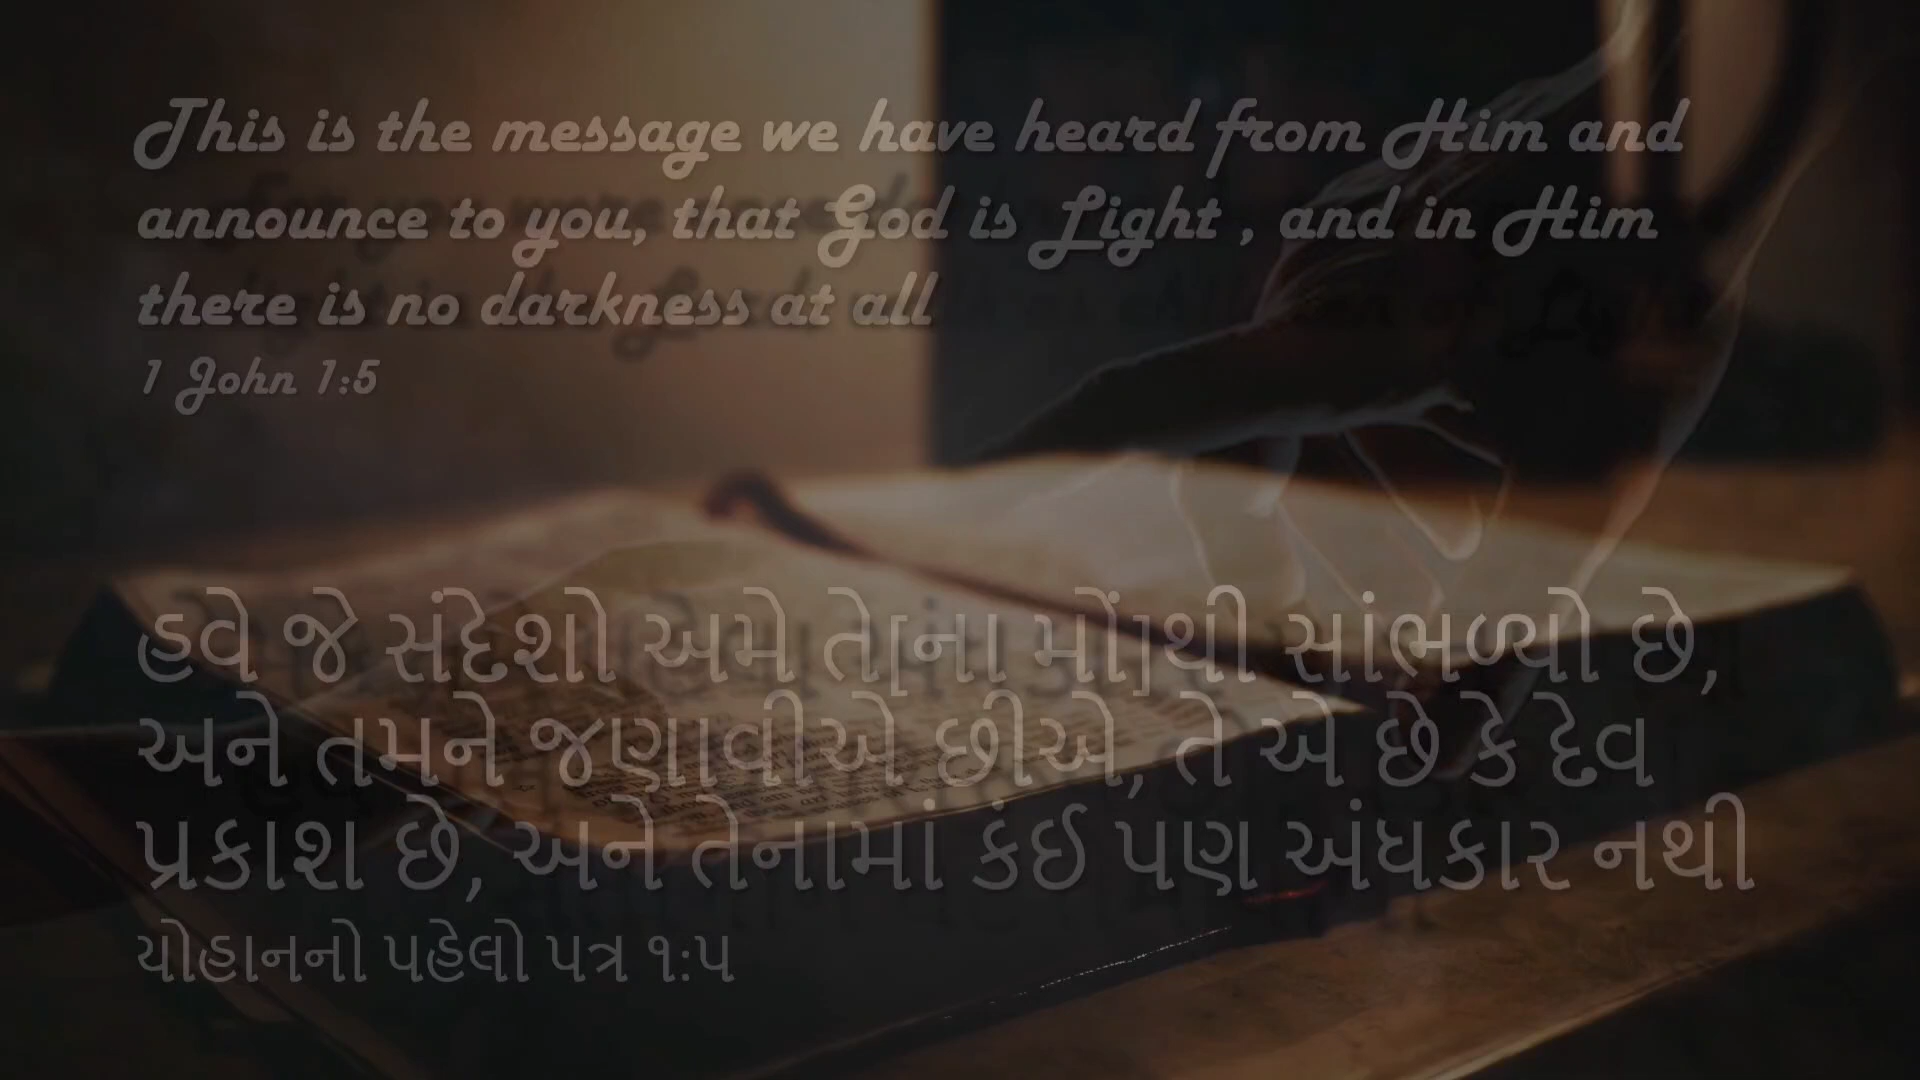 This is the message we have heard from Him and
announce to you, that God is Light , and in Him
there is no darkness at all
1 John 1:5
હવે જે સંદેશો અમે તે[ના મોં]થી સાંભળ્યો છે,
અને તમને જણાવીએ છીએ, તે એ છે કે દેવ
પ્રકાશ છે, અને તેનામાં કંઈ પણ અંધકાર નથી
યોહાનનો પહેલો પત્ર ૧:૫